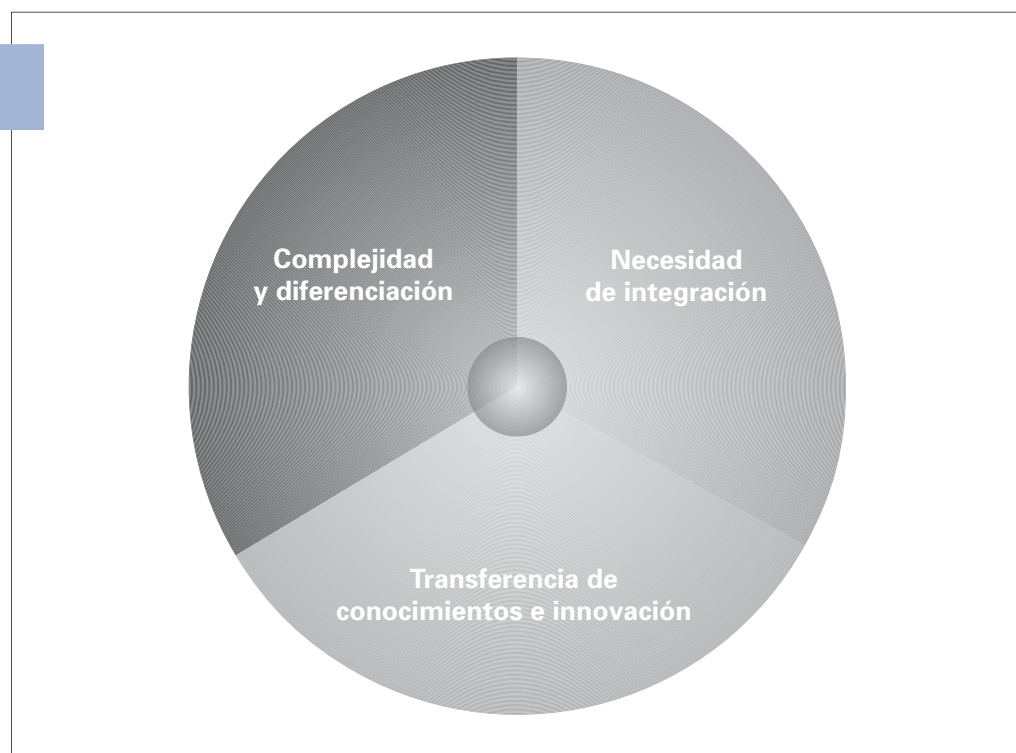 Complejidad
y diferenciación
Necesidad
de integración
Transferencia de
conocimientos e innovación